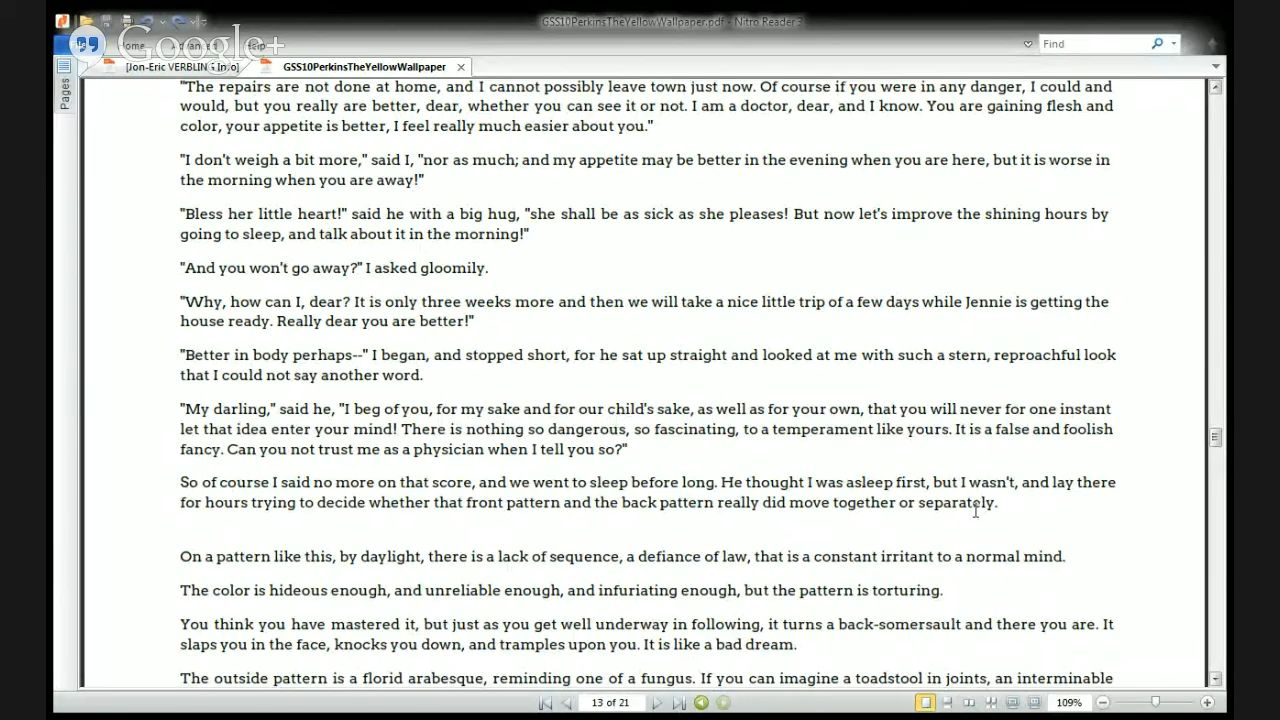 GSS10PerkinsTheYellowWallpaper.pdf - Nitro Reader 3
Google+
Home Advanced Help
Find
[Jon-Eric VERBLING Info]
GSS10PerkinsTheYellowWallpaper
Pages
"The repairs are not done at home, and I cannot possibly leave town just now. Of course if you were in any danger, I could and
would, but you really are better, dear, whether you can see it or not. I am a doctor, dear, and I know. You are gaining flesh and
color, your appetite is better, I feel really much easier about you."
"I don't weigh a bit more," said I, "nor as much; and my appetite may be better in the evening when you are here, but it is worse in
the morning when you are away!"
"Bless her little heart!" said he with a big hug, "she shall be as sick as she pleases! But now let's improve the shining hours by
going to sleep, and talk about it in the morning!"
"And you won't go away?" I asked gloomily.
"Why, how can I, dear? It is only three weeks more and then we will take a nice little trip of a few days while Jennie is getting the
house ready. Really dear you are better!"
"Better in body perhaps--" I began, and stopped short, for he sat up straight and looked at me with such a stern, reproachful look
that I could not say another word.
"My darling," said he, "I beg of you, for my sake and for our child's sake, as well as for your own, that you will never for one instant
let that idea enter your mind! There is nothing so dangerous, so fascinating, to a temperament like yours. It is a false and foolish
fancy. Can you not trust me as a physician when I tell you so?"
So of course I said no more on that score, and we went to sleep before long. He thought I was asleep first, but I wasn't, and lay there
for hours trying to decide whether that front pattern and the back pattern really did move together or separately.
On a pattern like this, by daylight, there is a lack of sequence, a defiance of law, that is a constant irritant to a normal mind.
The color is hideous enough, and unreliable enough, and infuriating enough, but the pattern is torturing.
You think you have mastered it, but just as you get well underway in following, it turns a back-somersault and there you are. It
slaps you in the face, knocks you down, and tramples upon you. It is like a bad dream.
The outside pattern is a florid arabesque, reminding one of a fungus. If you can imagine a toadstool in joints, an interminable
13 of 21
109%